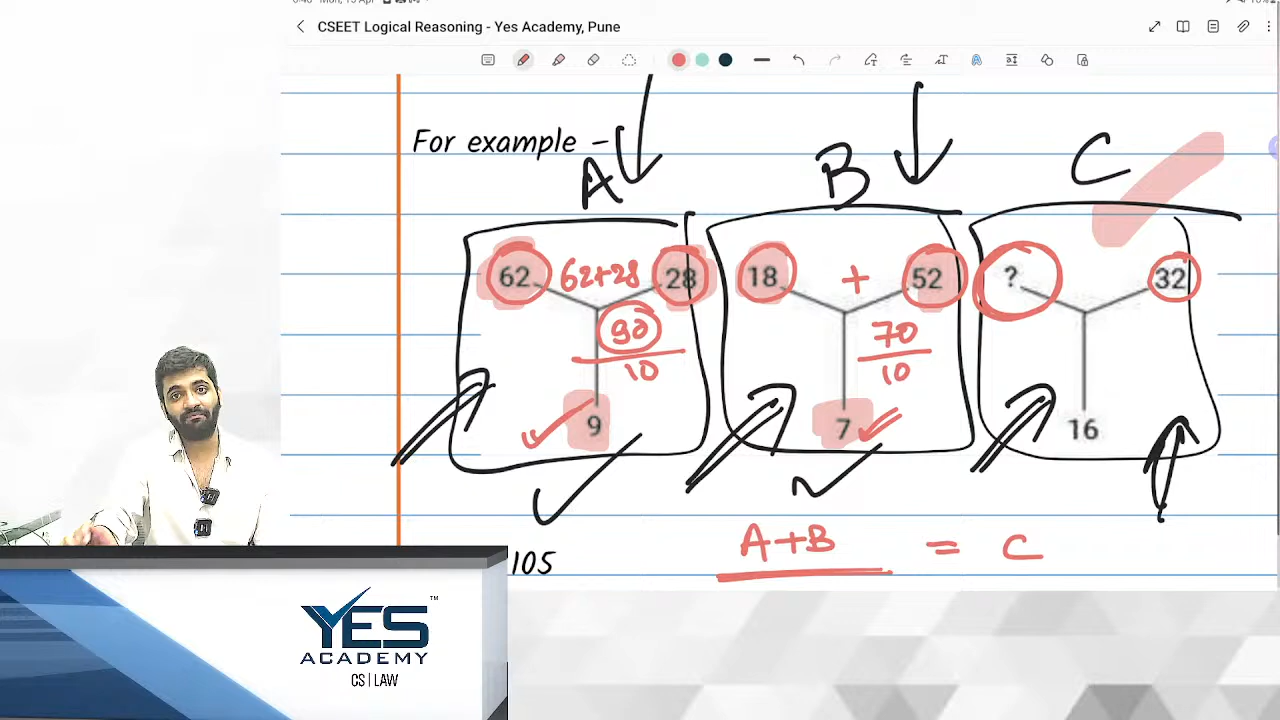 CSEET Logical Reasoning - Yes Academy, Pune
For example -
A B C
62 62+28 28 18 + 52 ? 32
90 70
10 10
9 7 16
A+B = C
105
YES
ACADEMY
CS | LAW